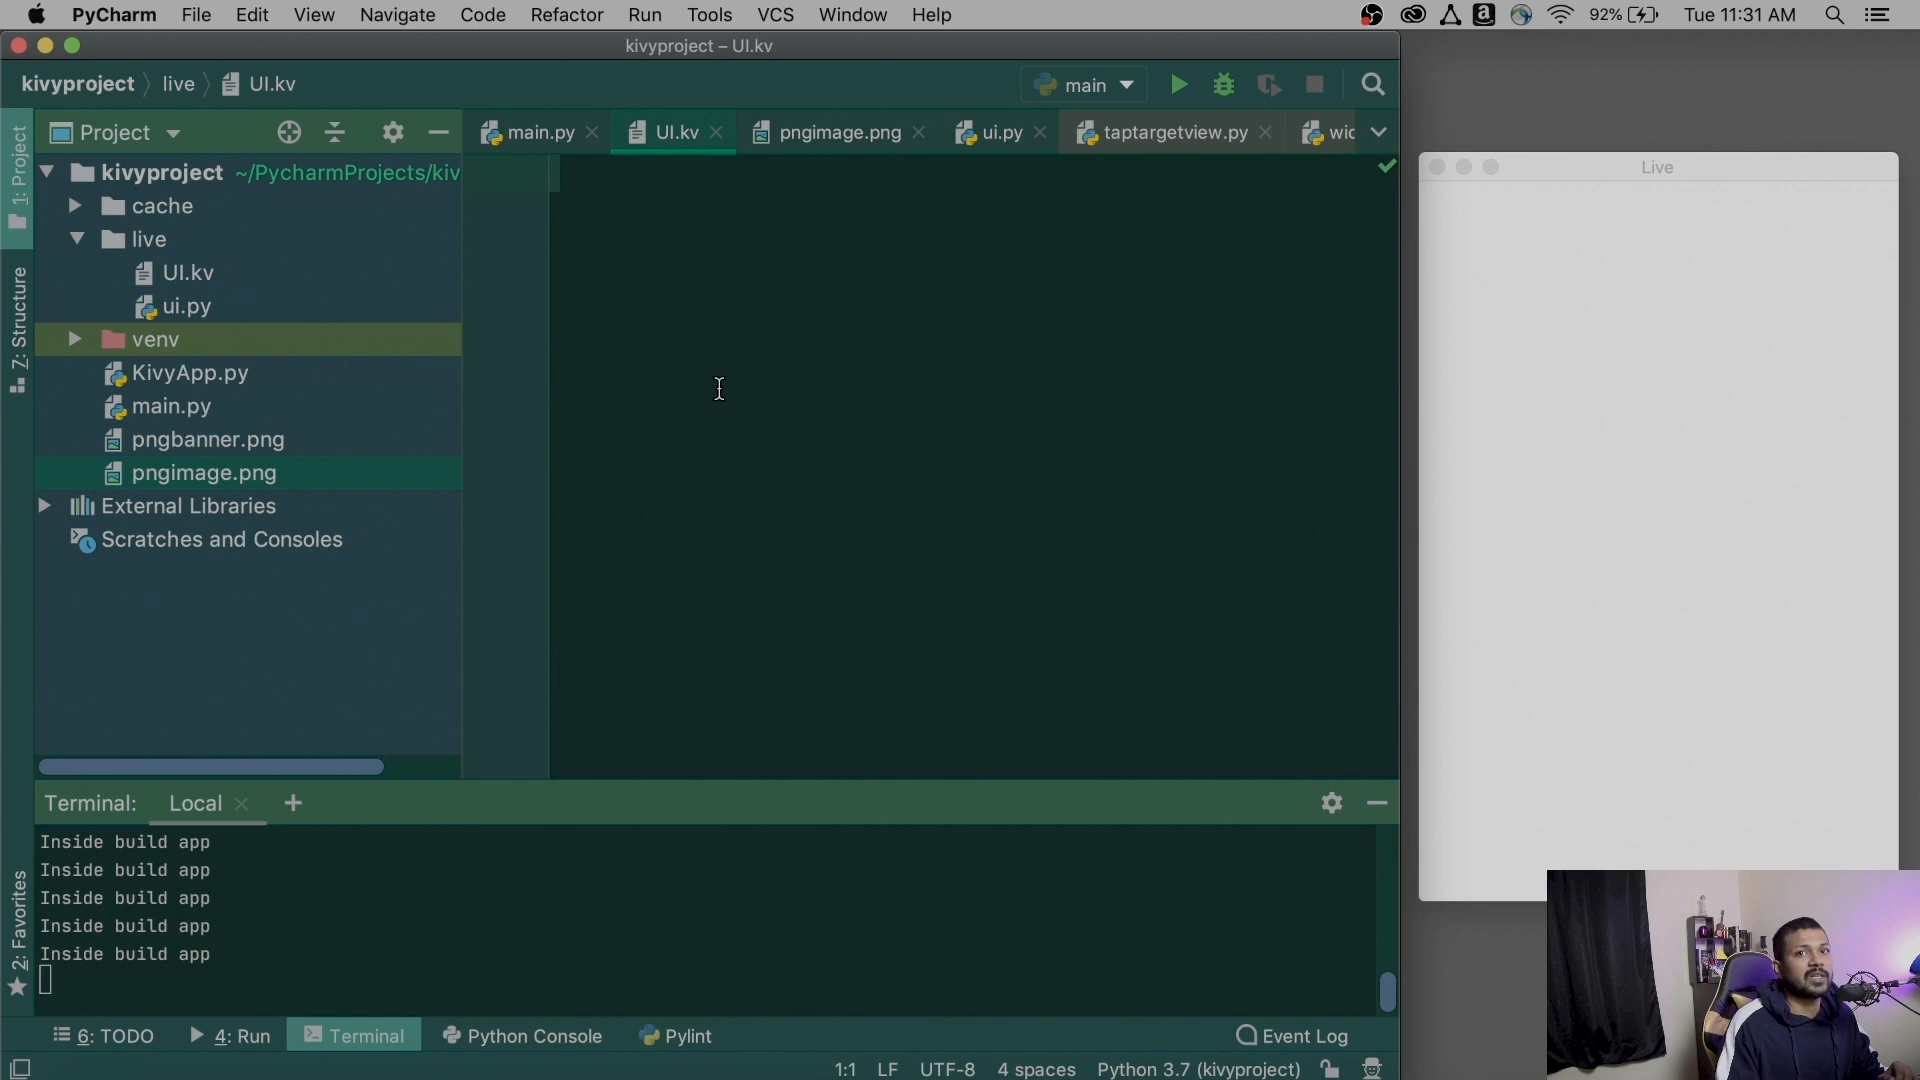 PyCharm File Edit View Navigate Code Refactor Run Tools VCS Window Help 92% Tue 11:31 AM
kivyproject – UI.kv
kivyproject live UI.kv main
1: Project
Project
main.py UI.kv pngimage.png ui.py taptargetview.py wid
kivyproject ~/PycharmProjects/kiv
cache
live
UI.kv
ui.py
venv
KivyApp.py
main.py
pngbanner.png
pngimage.png
External Libraries
Scratches and Consoles
Z: Structure
2: Favorites
Live
Terminal: Local +
Inside build app
Inside build app
Inside build app
Inside build app
Inside build app
6: TODO 4: Run Terminal Python Console Pylint Event Log
1:1 LF UTF-8 4 spaces Python 3.7 (kivyproject)